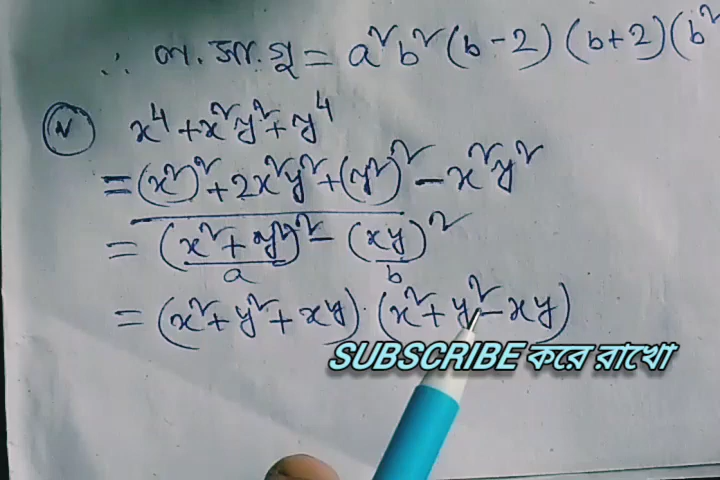 ∴ ল.সা.গু = a²b²(b-2)(b+2)(b²
(iv) x⁴+x²y²+y⁴
=(x²)²+2x²y²+(y²)²-x²y²
=(x²+y²)²-(xy)²
a b
=(x²+y²+xy)(x²+y²-xy)
SUBSCRIBE করে রাখো